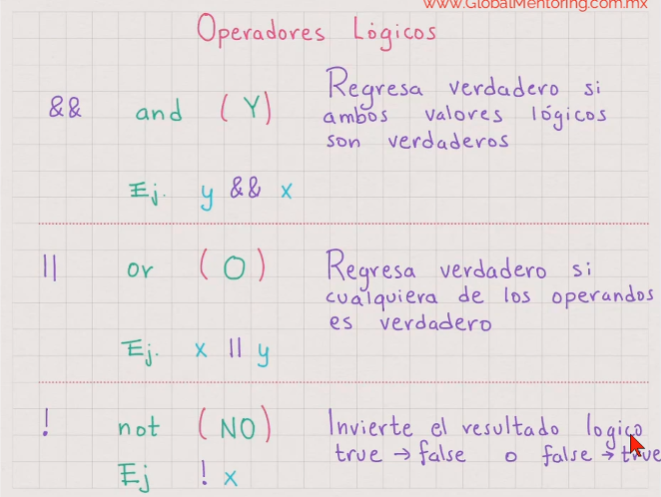 www.GlobalMentoring.com.mx
Operadores Lógicos
&& and (Y) Regresa verdadero si
ambos valores lógicos
son verdaderos
Ej. y && x
|| or (O) Regresa verdadero si
cualquiera de los operandos
es verdadero
Ej. x || y
! not (NO) Invierte el resultado logico
true → false o false → true
Ej ! x